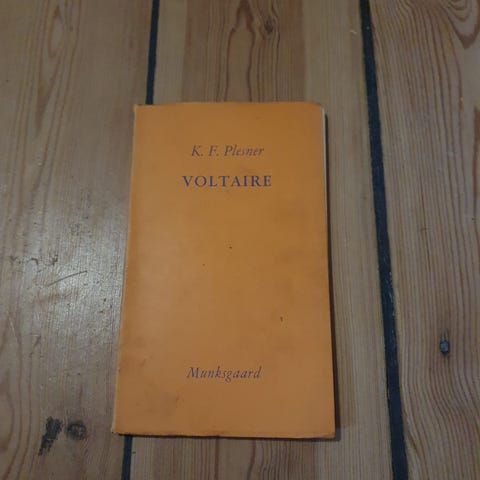 K. F. Plesner
VOLTAIRE
Munksgaard